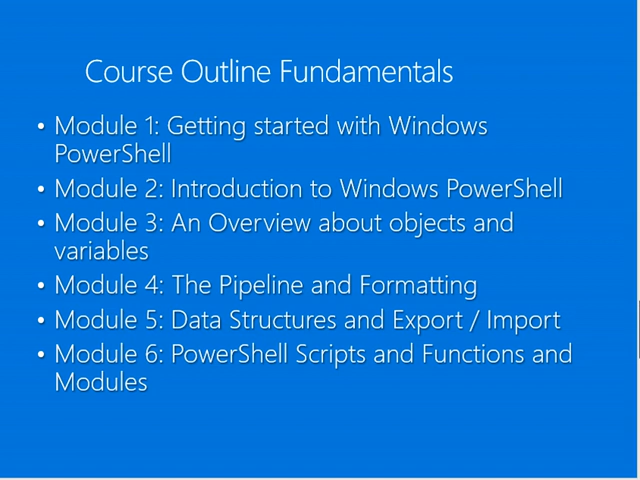 Course Outline Fundamentals
• Module 1: Getting started with Windows
PowerShell
• Module 2: Introduction to Windows PowerShell
• Module 3: An Overview about objects and
variables
• Module 4: The Pipeline and Formatting
• Module 5: Data Structures and Export / Import
• Module 6: PowerShell Scripts and Functions and
Modules